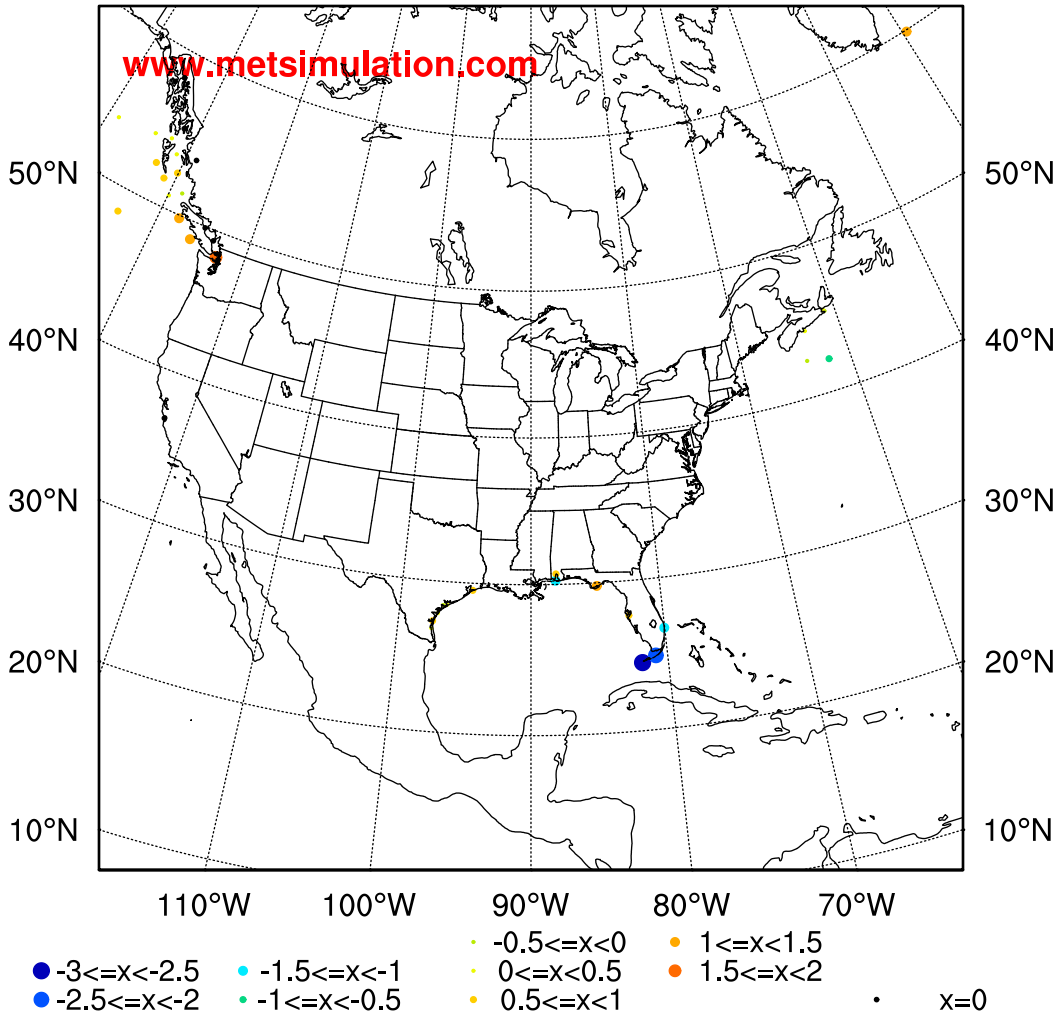 www.metsimulation.com
50°N 50°N
40°N 40°N
30°N 30°N
20°N 20°N
10°N 10°N
110°W 100°W 90°W 80°W 70°W
-0.5<=x<0 1<=x<1.5
-3<=x<-2.5 -1.5<=x<-1 0<=x<0.5 1.5<=x<2
-2.5<=x<-2 -1<=x<-0.5 0.5<=x<1 x=0